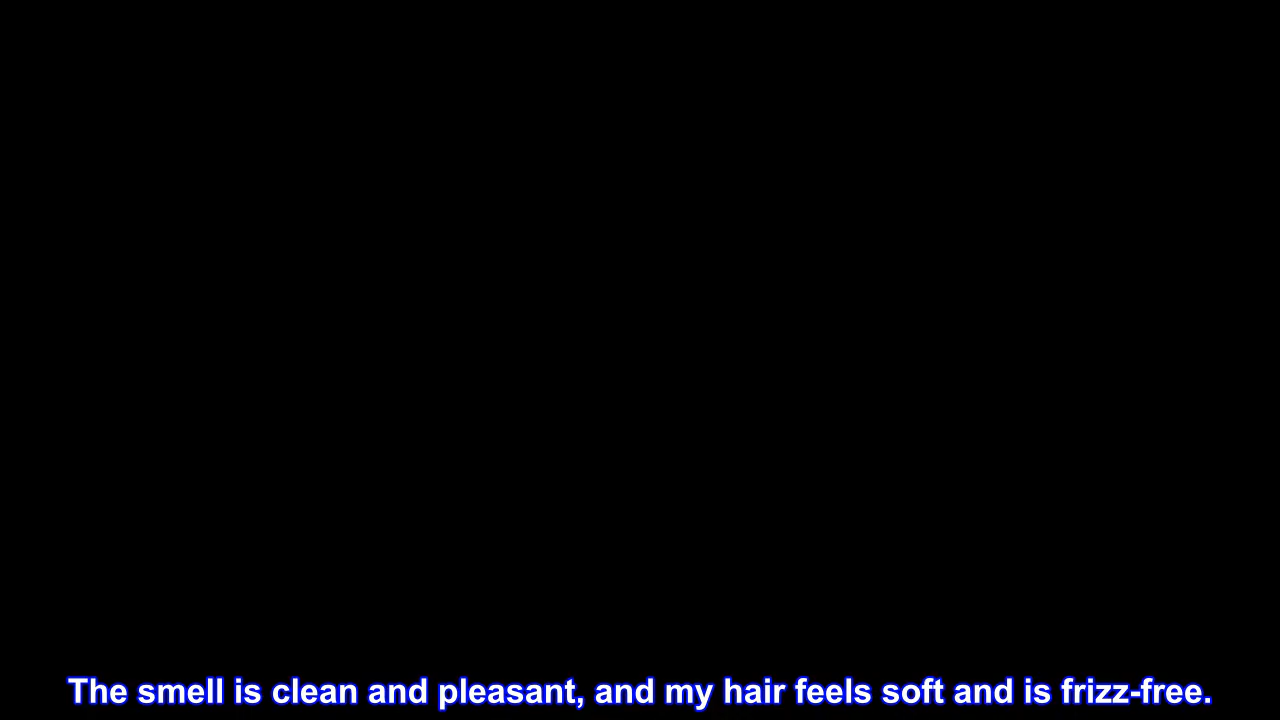 The smell is clean and pleasant, and my hair feels soft and is frizz-free.